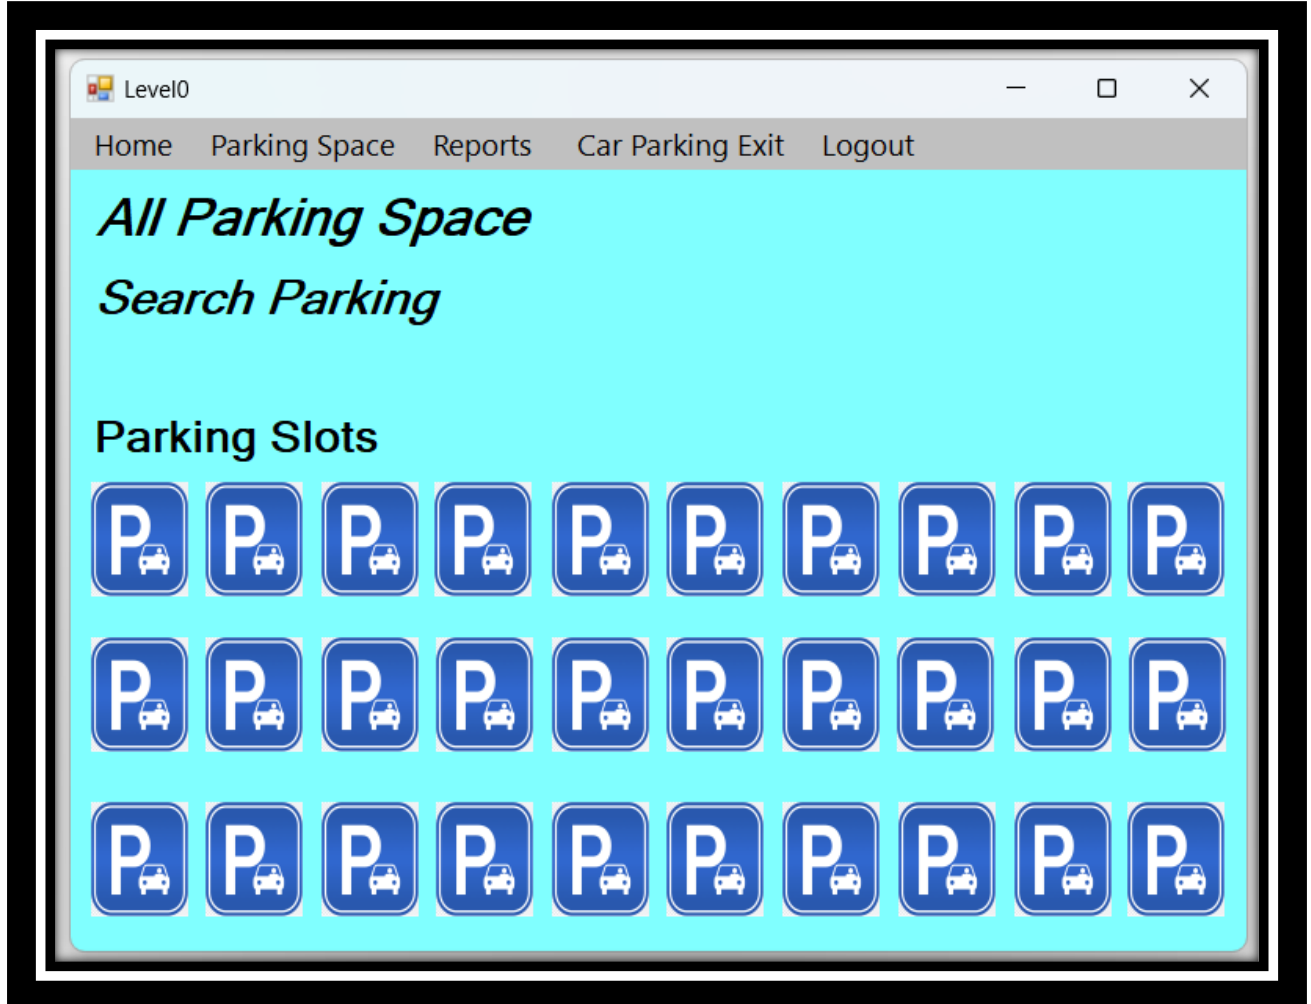 Level0
Home Parking Space Reports Car Parking Exit Logout
All Parking Space
Search Parking
Parking Slots
P P P P P P P P P P
P P P P P P P P P P
P P P P P P P P P P